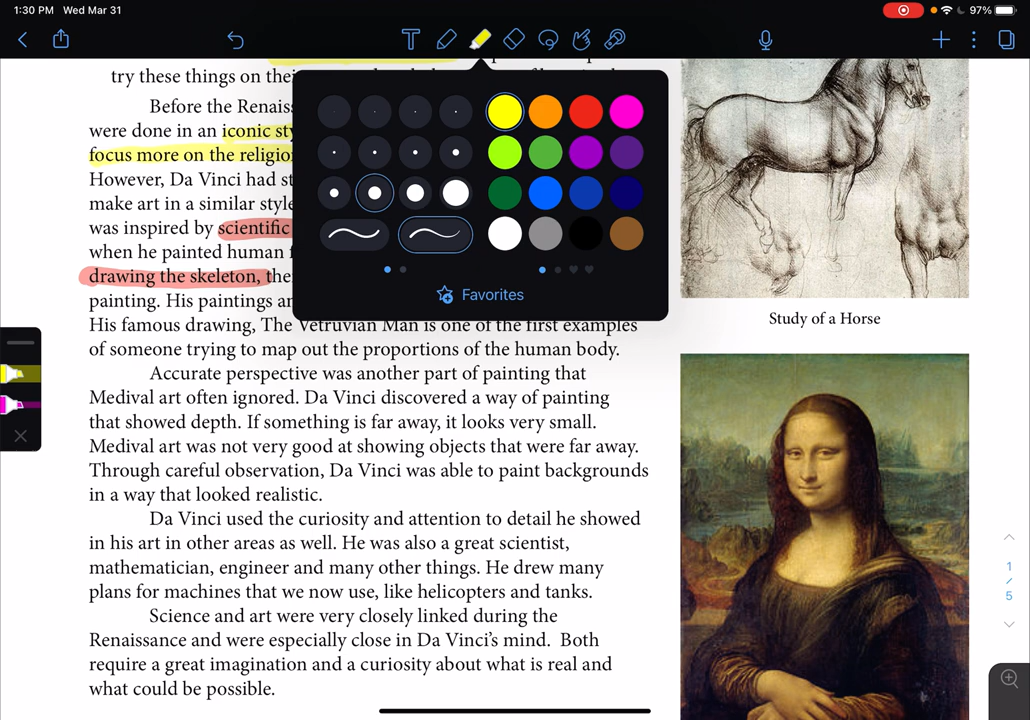 1:30 PM Wed Mar 31
97%
T
try these things on thei
Before the Renaiss
were done in an iconic sty
focus more on the religio
However, Da Vinci had st
make art in a similar style
was inspired by scientific
when he painted human f
drawing the skeleton, the
painting. His paintings an
His famous drawing, The Vetruvian Man is one of the first examples
of someone trying to map out the proportions of the human body.
Accurate perspective was another part of painting that
Medival art often ignored. Da Vinci discovered a way of painting
that showed depth. If something is far away, it looks very small.
Medival art was not very good at showing objects that were far away.
Through careful observation, Da Vinci was able to paint backgrounds
in a way that looked realistic.
Da Vinci used the curiosity and attention to detail he showed
in his art in other areas as well. He was also a great scientist,
mathematician, engineer and many other things. He drew many
plans for machines that we now use, like helicopters and tanks.
Science and art were very closely linked during the
Renaissance and were especially close in Da Vinci's mind. Both
require a great imagination and a curiosity about what is real and
what could be possible.
Favorites
Study of a Horse
1
/
5